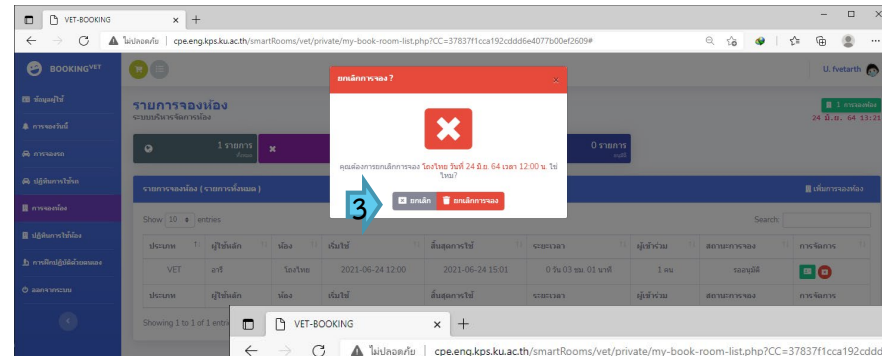 VET-BOOKING
ไม่ปลอดภัย | cpe.eng.kps.ku.ac.th/smartRooms/vet/private/my-book-room-list.php?CC=37837f1cca192cddd6e4077b00ef2609#
BOOKINGVET
U. fvetarth
ข้อมูลผู้ใช้
การจองวันนี้
การจองรถ
ปฏิทินการใช้รถ
การจองห้อง
ปฏิทินการใช้ห้อง
การฝึกปฏิบัติด้วยตนเอง
ออกจากระบบ
รายการจองห้อง
ระบบบริหารจัดการห้อง
1 การจองห้อง
24 มิ.ย. 64 13:21
1 รายการ
ทั้งหมด
0 รายการ
อนุมัติ
ยกเลิกการจอง ?
×
คุณต้องการยกเลิกการจอง โถงไทย วันที่ 24 มิ.ย. 64 เวลา 12:00 น. ใช่
ไหม?
3
ยกเลิก
ยกเลิกการจอง
รายการจองห้อง ( รายการทั้งหมด )
เพิ่มการจองห้อง
Show 10 entries
Search:
ประเภท ผู้ใช้หลัก ห้อง เริ่มใช้ สิ้นสุดการใช้ ระยะเวลา ผู้เข้าร่วม สถานะการจอง การจัดการ
VET อารี โถงไทย 2021-06-24 12:00 2021-06-24 15:01 0 วัน 03 ชม. 01 นาที 1 คน รออนุมัติ
ประเภท ผู้ใช้หลัก ห้อง เริ่มใช้ สิ้นสุดการใช้ ระยะเวลา ผู้เข้าร่วม สถานะการจอง การจัดการ
Showing 1 to 1 of 1 entri
VET-BOOKING
ไม่ปลอดภัย | cpe.eng.kps.ku.ac.th/smartRooms/vet/private/my-book-room-list.php?CC=37837f1cca192cddd